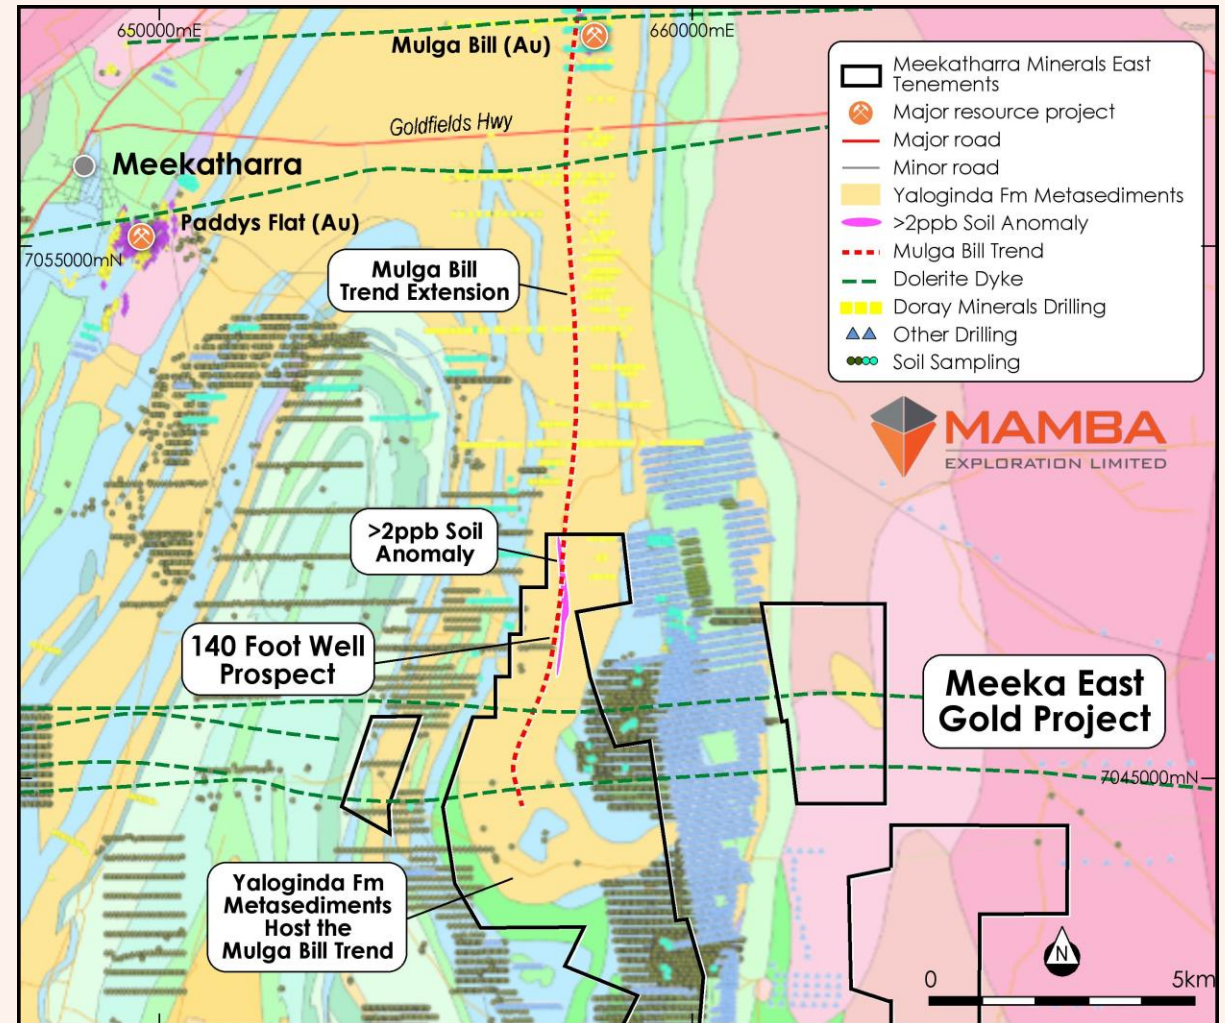 650000mE
Mulga Bill (Au)
660000mE
Goldfields Hwy
Meekatharra
Paddys Flat (Au)
7055000mN
Mulga Bill
Trend Extension
Meekatharra Minerals East
Tenements
Major resource project
Major road
Minor road
Yaloginda Fm Metasediments
>2ppb Soil Anomaly
Mulga Bill Trend
Dolerite Dyke
Doray Minerals Drilling
Other Drilling
Soil Sampling
MAMBA
EXPLORATION LIMITED
>2ppb Soil
Anomaly
140 Foot Well
Prospect
Meeka East
Gold Project
7045000mN
Yaloginda Fm
Metasediments
Host the
Mulga Bill Trend
N
0 5km